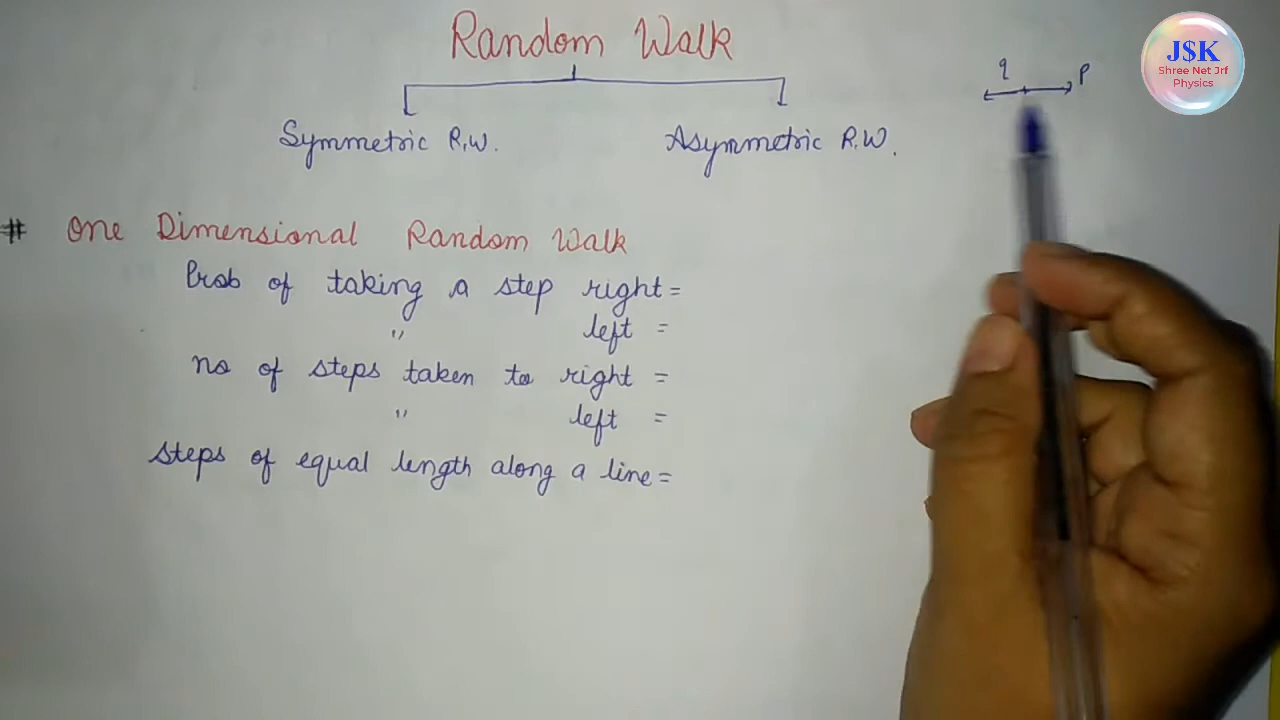 Random Walk
q p
Symmetric R.W.
Asymmetric R.W.
# One Dimensional Random Walk
Prob of taking a step right =
" left =
no of steps taken to right =
" left =
steps of equal length along a line =
J$K
Shree Net Jrf
Physics